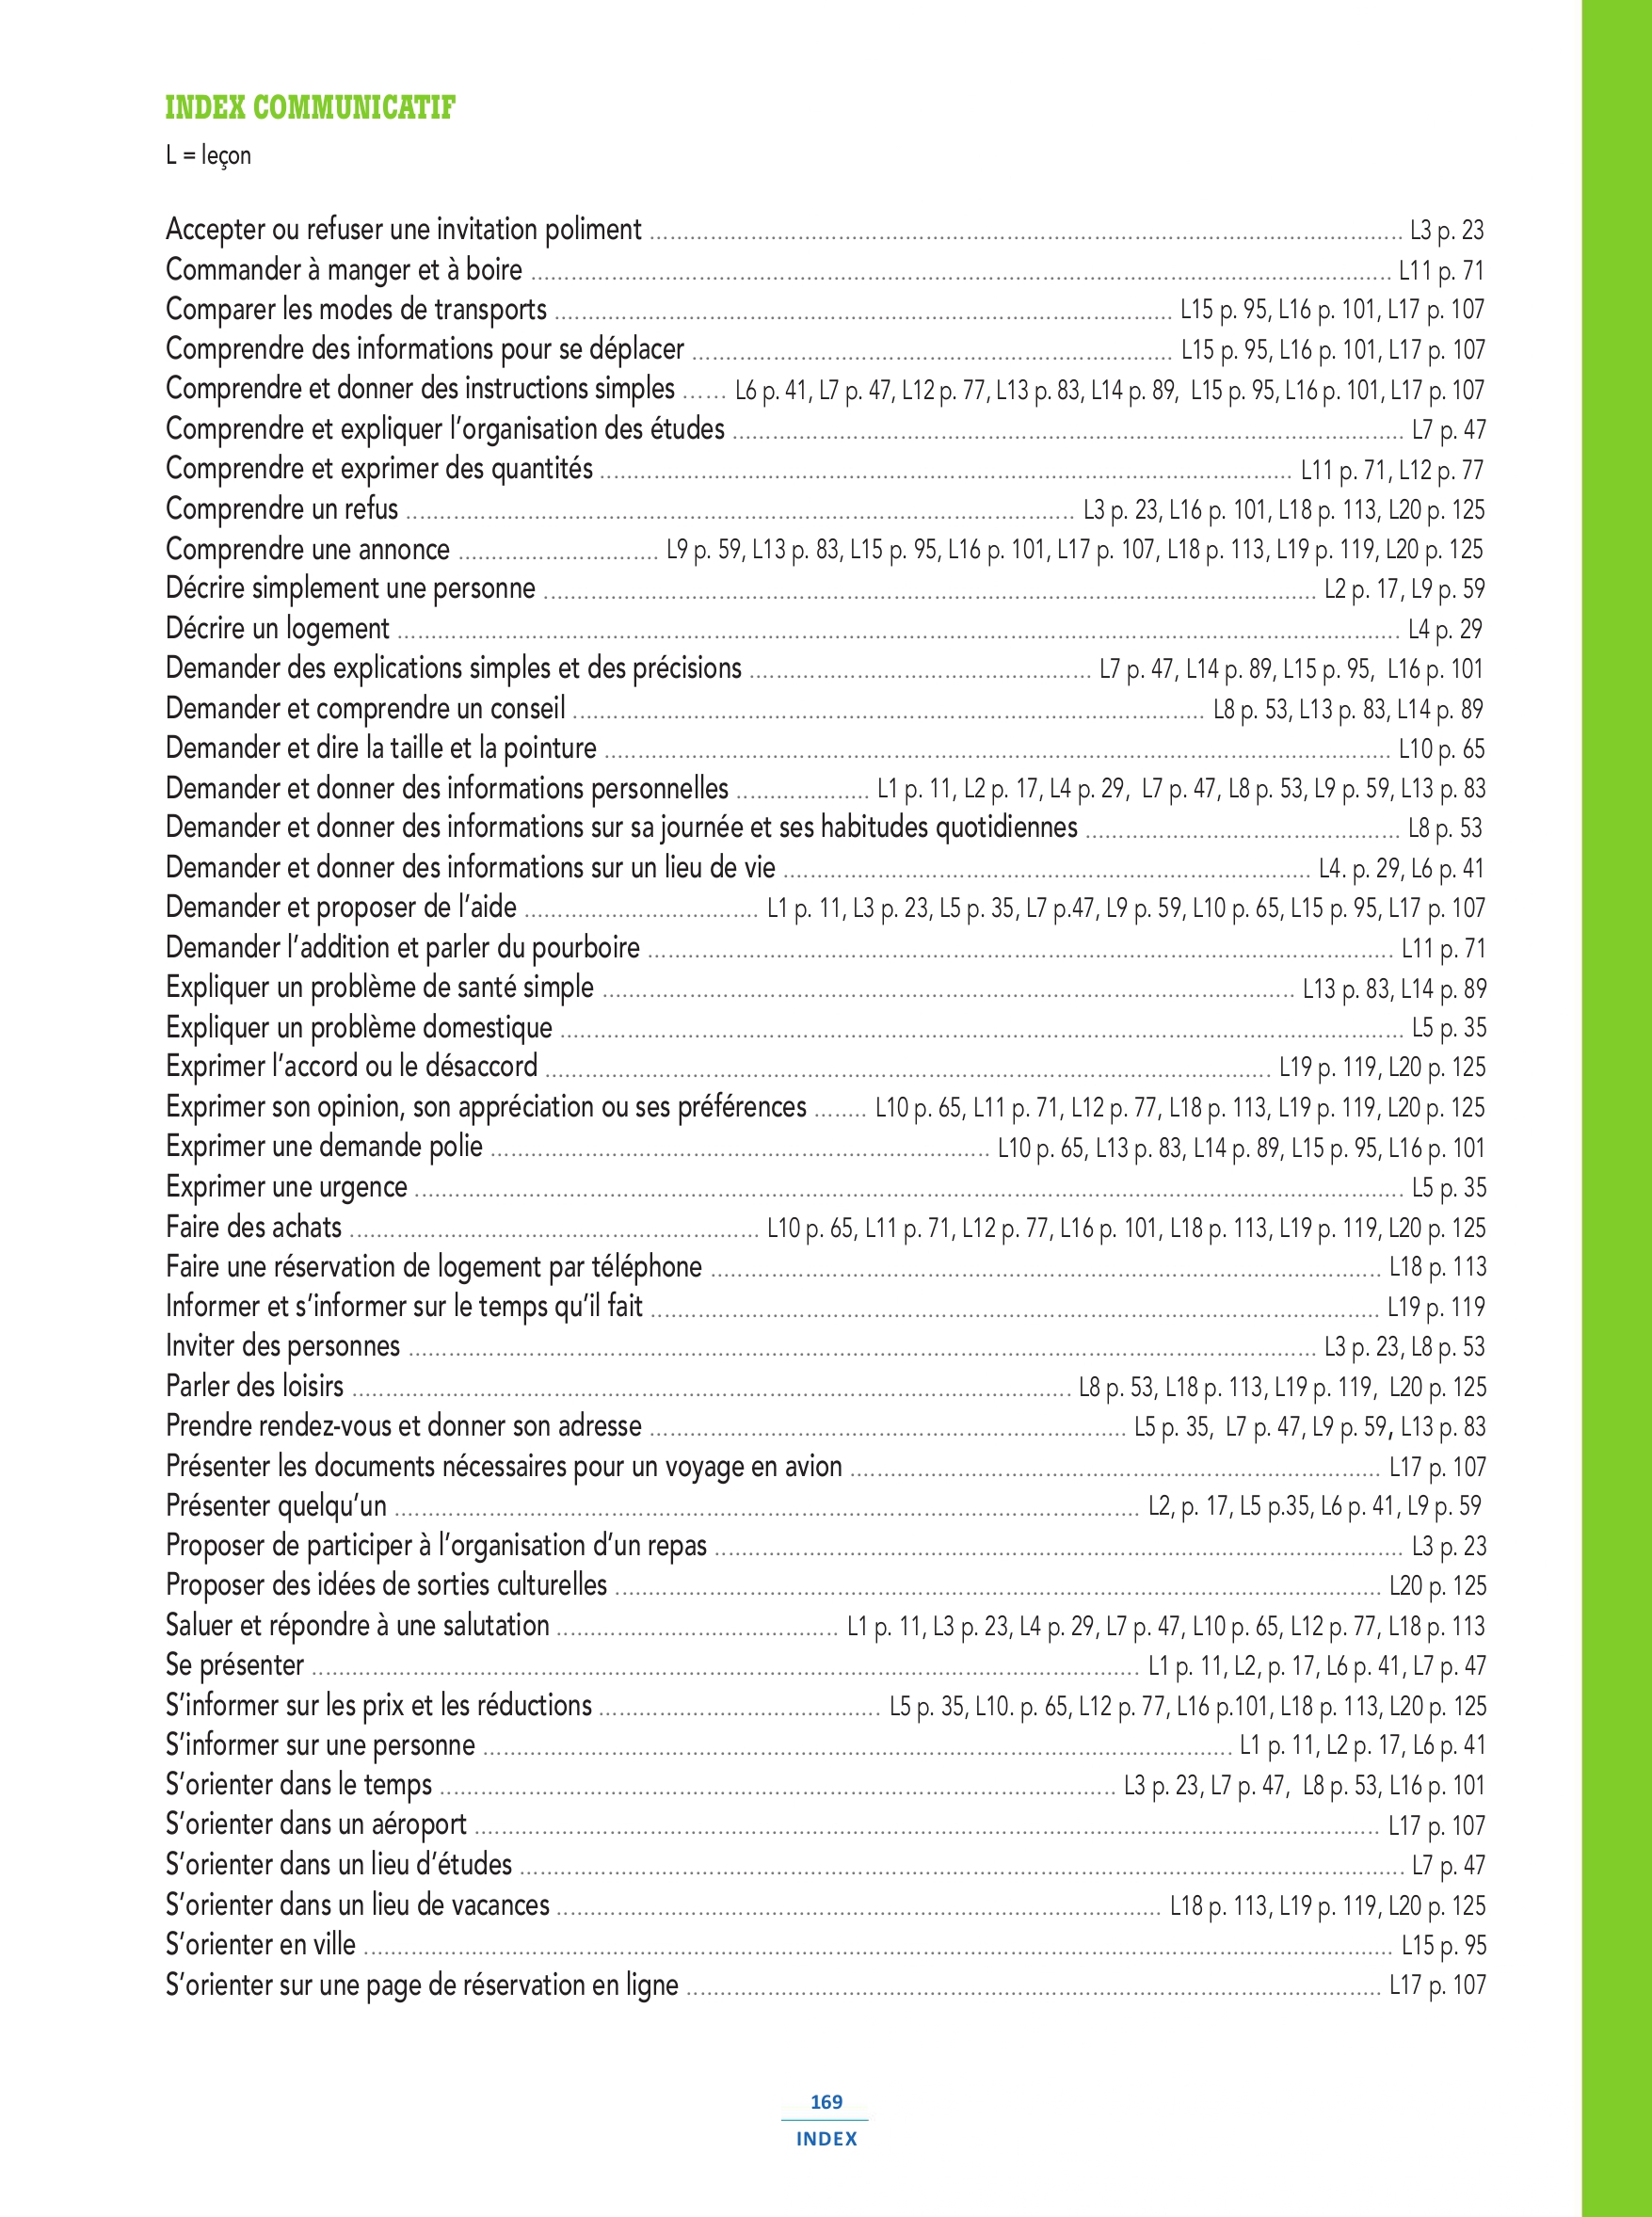 INDEX COMMUNICATIF
L = leçon
Accepter ou refuser une invitation poliment ........ L3 p. 23
Commander à manger et à boire ........ L11 p. 71
Comparer les modes de transports ........ L15 p. 95, L16 p. 101, L17 p. 107
Comprendre des informations pour se déplacer ........ L15 p. 95, L16 p. 101, L17 p. 107
Comprendre et donner des instructions simples ...... L6 p. 41, L7 p. 47, L12 p. 77, L13 p. 83, L14 p. 89, L15 p. 95, L16 p. 101, L17 p. 107
Comprendre et expliquer l’organisation des études ........ L7 p. 47
Comprendre et exprimer des quantités ........ L11 p. 71, L12 p. 77
Comprendre un refus ........ L3 p. 23, L16 p. 101, L18 p. 113, L20 p. 125
Comprendre une annonce ........ L9 p. 59, L13 p. 83, L15 p. 95, L16 p. 101, L17 p. 107, L18 p. 113, L19 p. 119, L20 p. 125
Décrire simplement une personne ........ L2 p. 17, L9 p. 59
Décrire un logement ........ L4 p. 29
Demander des explications simples et des précisions ........ L7 p. 47, L14 p. 89, L15 p. 95, L16 p. 101
Demander et comprendre un conseil ........ L8 p. 53, L13 p. 83, L14 p. 89
Demander et dire la taille et la pointure ........ L10 p. 65
Demander et donner des informations personnelles ........ L1 p. 11, L2 p. 17, L4 p. 29, L7 p. 47, L8 p. 53, L9 p. 59, L13 p. 83
Demander et donner des informations sur sa journée et ses habitudes quotidiennes ........ L8 p. 53
Demander et donner des informations sur un lieu de vie ........ L4. p. 29, L6 p. 41
Demander et proposer de l’aide ........ L1 p. 11, L3 p. 23, L5 p. 35, L7 p.47, L9 p. 59, L10 p. 65, L15 p. 95, L17 p. 107
Demander l’addition et parler du pourboire ........ L11 p. 71
Expliquer un problème de santé simple ........ L13 p. 83, L14 p. 89
Expliquer un problème domestique ........ L5 p. 35
Exprimer l’accord ou le désaccord ........ L19 p. 119, L20 p. 125
Exprimer son opinion, son appréciation ou ses préférences ........ L10 p. 65, L11 p. 71, L12 p. 77, L18 p. 113, L19 p. 119, L20 p. 125
Exprimer une demande polie ........ L10 p. 65, L13 p. 83, L14 p. 89, L15 p. 95, L16 p. 101
Exprimer une urgence ........ L5 p. 35
Faire des achats ........ L10 p. 65, L11 p. 71, L12 p. 77, L16 p. 101, L18 p. 113, L19 p. 119, L20 p. 125
Faire une réservation de logement par téléphone ........ L18 p. 113
Informer et s’informer sur le temps qu’il fait ........ L19 p. 119
Inviter des personnes ........ L3 p. 23, L8 p. 53
Parler des loisirs ........ L8 p. 53, L18 p. 113, L19 p. 119, L20 p. 125
Prendre rendez-vous et donner son adresse ........ L5 p. 35, L7 p. 47, L9 p. 59, L13 p. 83
Présenter les documents nécessaires pour un voyage en avion ........ L17 p. 107
Présenter quelqu’un ........ L2, p. 17, L5 p.35, L6 p. 41, L9 p. 59
Proposer de participer à l’organisation d’un repas ........ L3 p. 23
Proposer des idées de sorties culturelles ........ L20 p. 125
Saluer et répondre à une salutation ........ L1 p. 11, L3 p. 23, L4 p. 29, L7 p. 47, L10 p. 65, L12 p. 77, L18 p. 113
Se présenter ........ L1 p. 11, L2, p. 17, L6 p. 41, L7 p. 47
S’informer sur les prix et les réductions ........ L5 p. 35, L10. p. 65, L12 p. 77, L16 p.101, L18 p. 113, L20 p. 125
S’informer sur une personne ........ L1 p. 11, L2 p. 17, L6 p. 41
S’orienter dans le temps ........ L3 p. 23, L7 p. 47, L8 p. 53, L16 p. 101
S’orienter dans un aéroport ........ L17 p. 107
S’orienter dans un lieu d’études ........ L7 p. 47
S’orienter dans un lieu de vacances ........ L18 p. 113, L19 p. 119, L20 p. 125
S’orienter en ville ........ L15 p. 95
S’orienter sur une page de réservation en ligne ........ L17 p. 107
169
INDEX